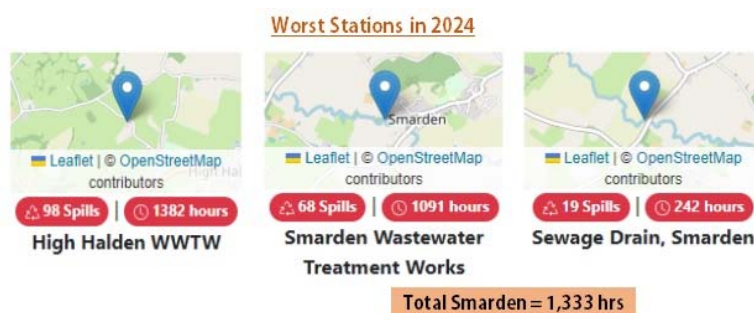 Worst Stations in 2024
Smarden
High Hal
Leaflet | © OpenStreetMap
contributors
98 Spills | 1382 hours
High Halden WWTW
Leaflet | © OpenStreetMap
contributors
68 Spills | 1091 hours
Smarden Wastewater
Treatment Works
Leaflet | © OpenStreetMap
contributors
19 Spills | 242 hours
Sewage Drain, Smarden
Total Smarden = 1,333 hrs